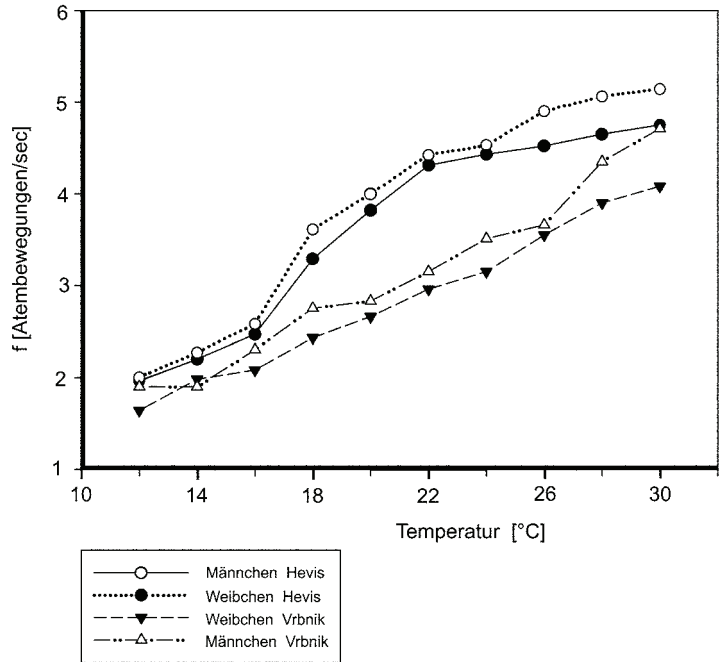 6
5
4
3
2
1
f [Atembewegungen/sec]
10 14 18 22 26 30
Temperatur [°C]
Männchen Hevis
Weibchen Hevis
Weibchen Vrbnik
Männchen Vrbnik